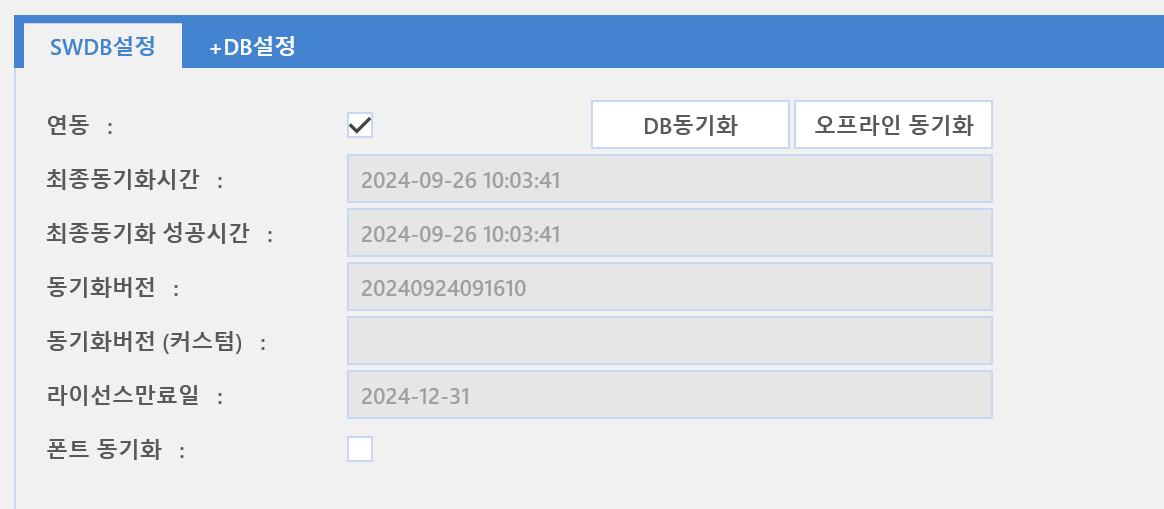 SWDB설정 +DB설정
연동 : DB동기화 오프라인 동기화
최종동기화시간 : 2024-09-26 10:03:41
최종동기화 성공시간 : 2024-09-26 10:03:41
동기화버전 : 20240924091610
동기화버전 (커스텀) :
라이선스만료일 : 2024-12-31
폰트 동기화 :